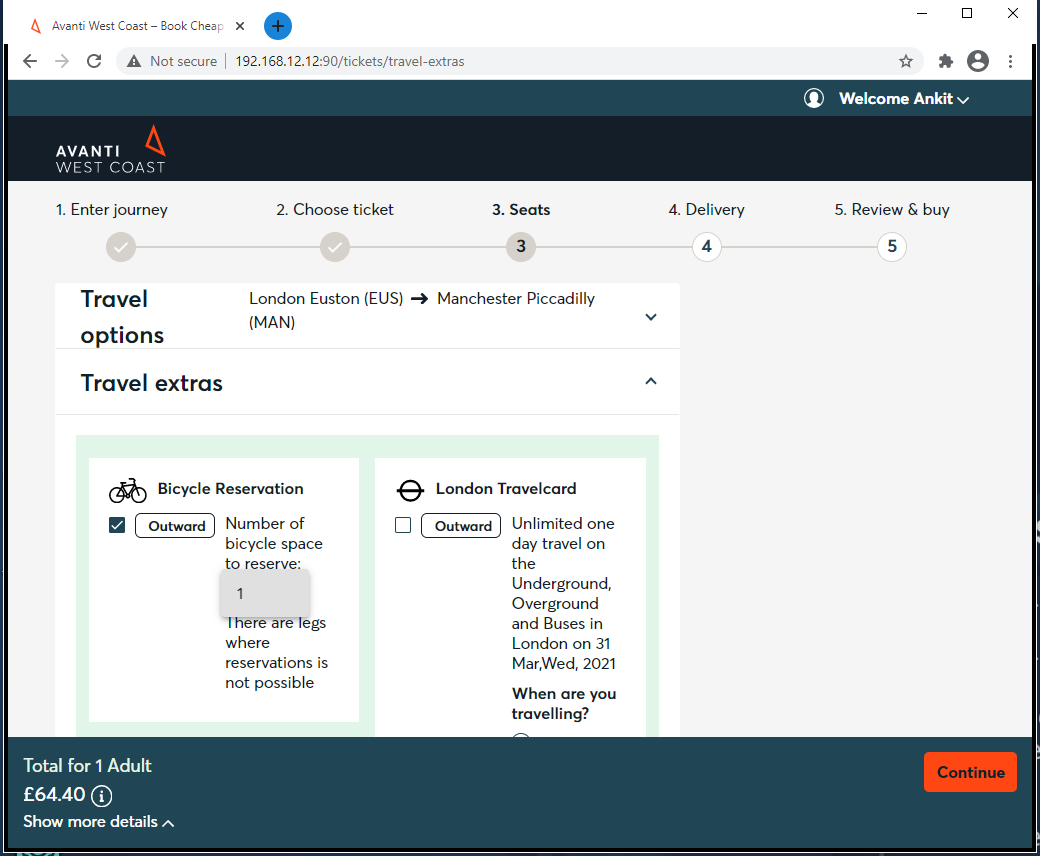 Avanti West Coast – Book Cheap
Not secure
192.168.12.12:90/tickets/travel-extras
Welcome Ankit
AVANTI
WEST COAST
1. Enter journey
2. Choose ticket
3. Seats
4. Delivery
5. Review & buy
3
4
5
Travel
options
London Euston (EUS) → Manchester Piccadilly
(MAN)
Travel extras
Bicycle Reservation
Outward
Number of
bicycle space
to reserve:
1
There are legs
where
reservations is
not possible
London Travelcard
Outward
Unlimited one
day travel on
the
Underground,
Overground
and Buses in
London on 31
Mar,Wed, 2021
When are you
travelling?
Total for 1 Adult
£64.40
Show more details
Continue